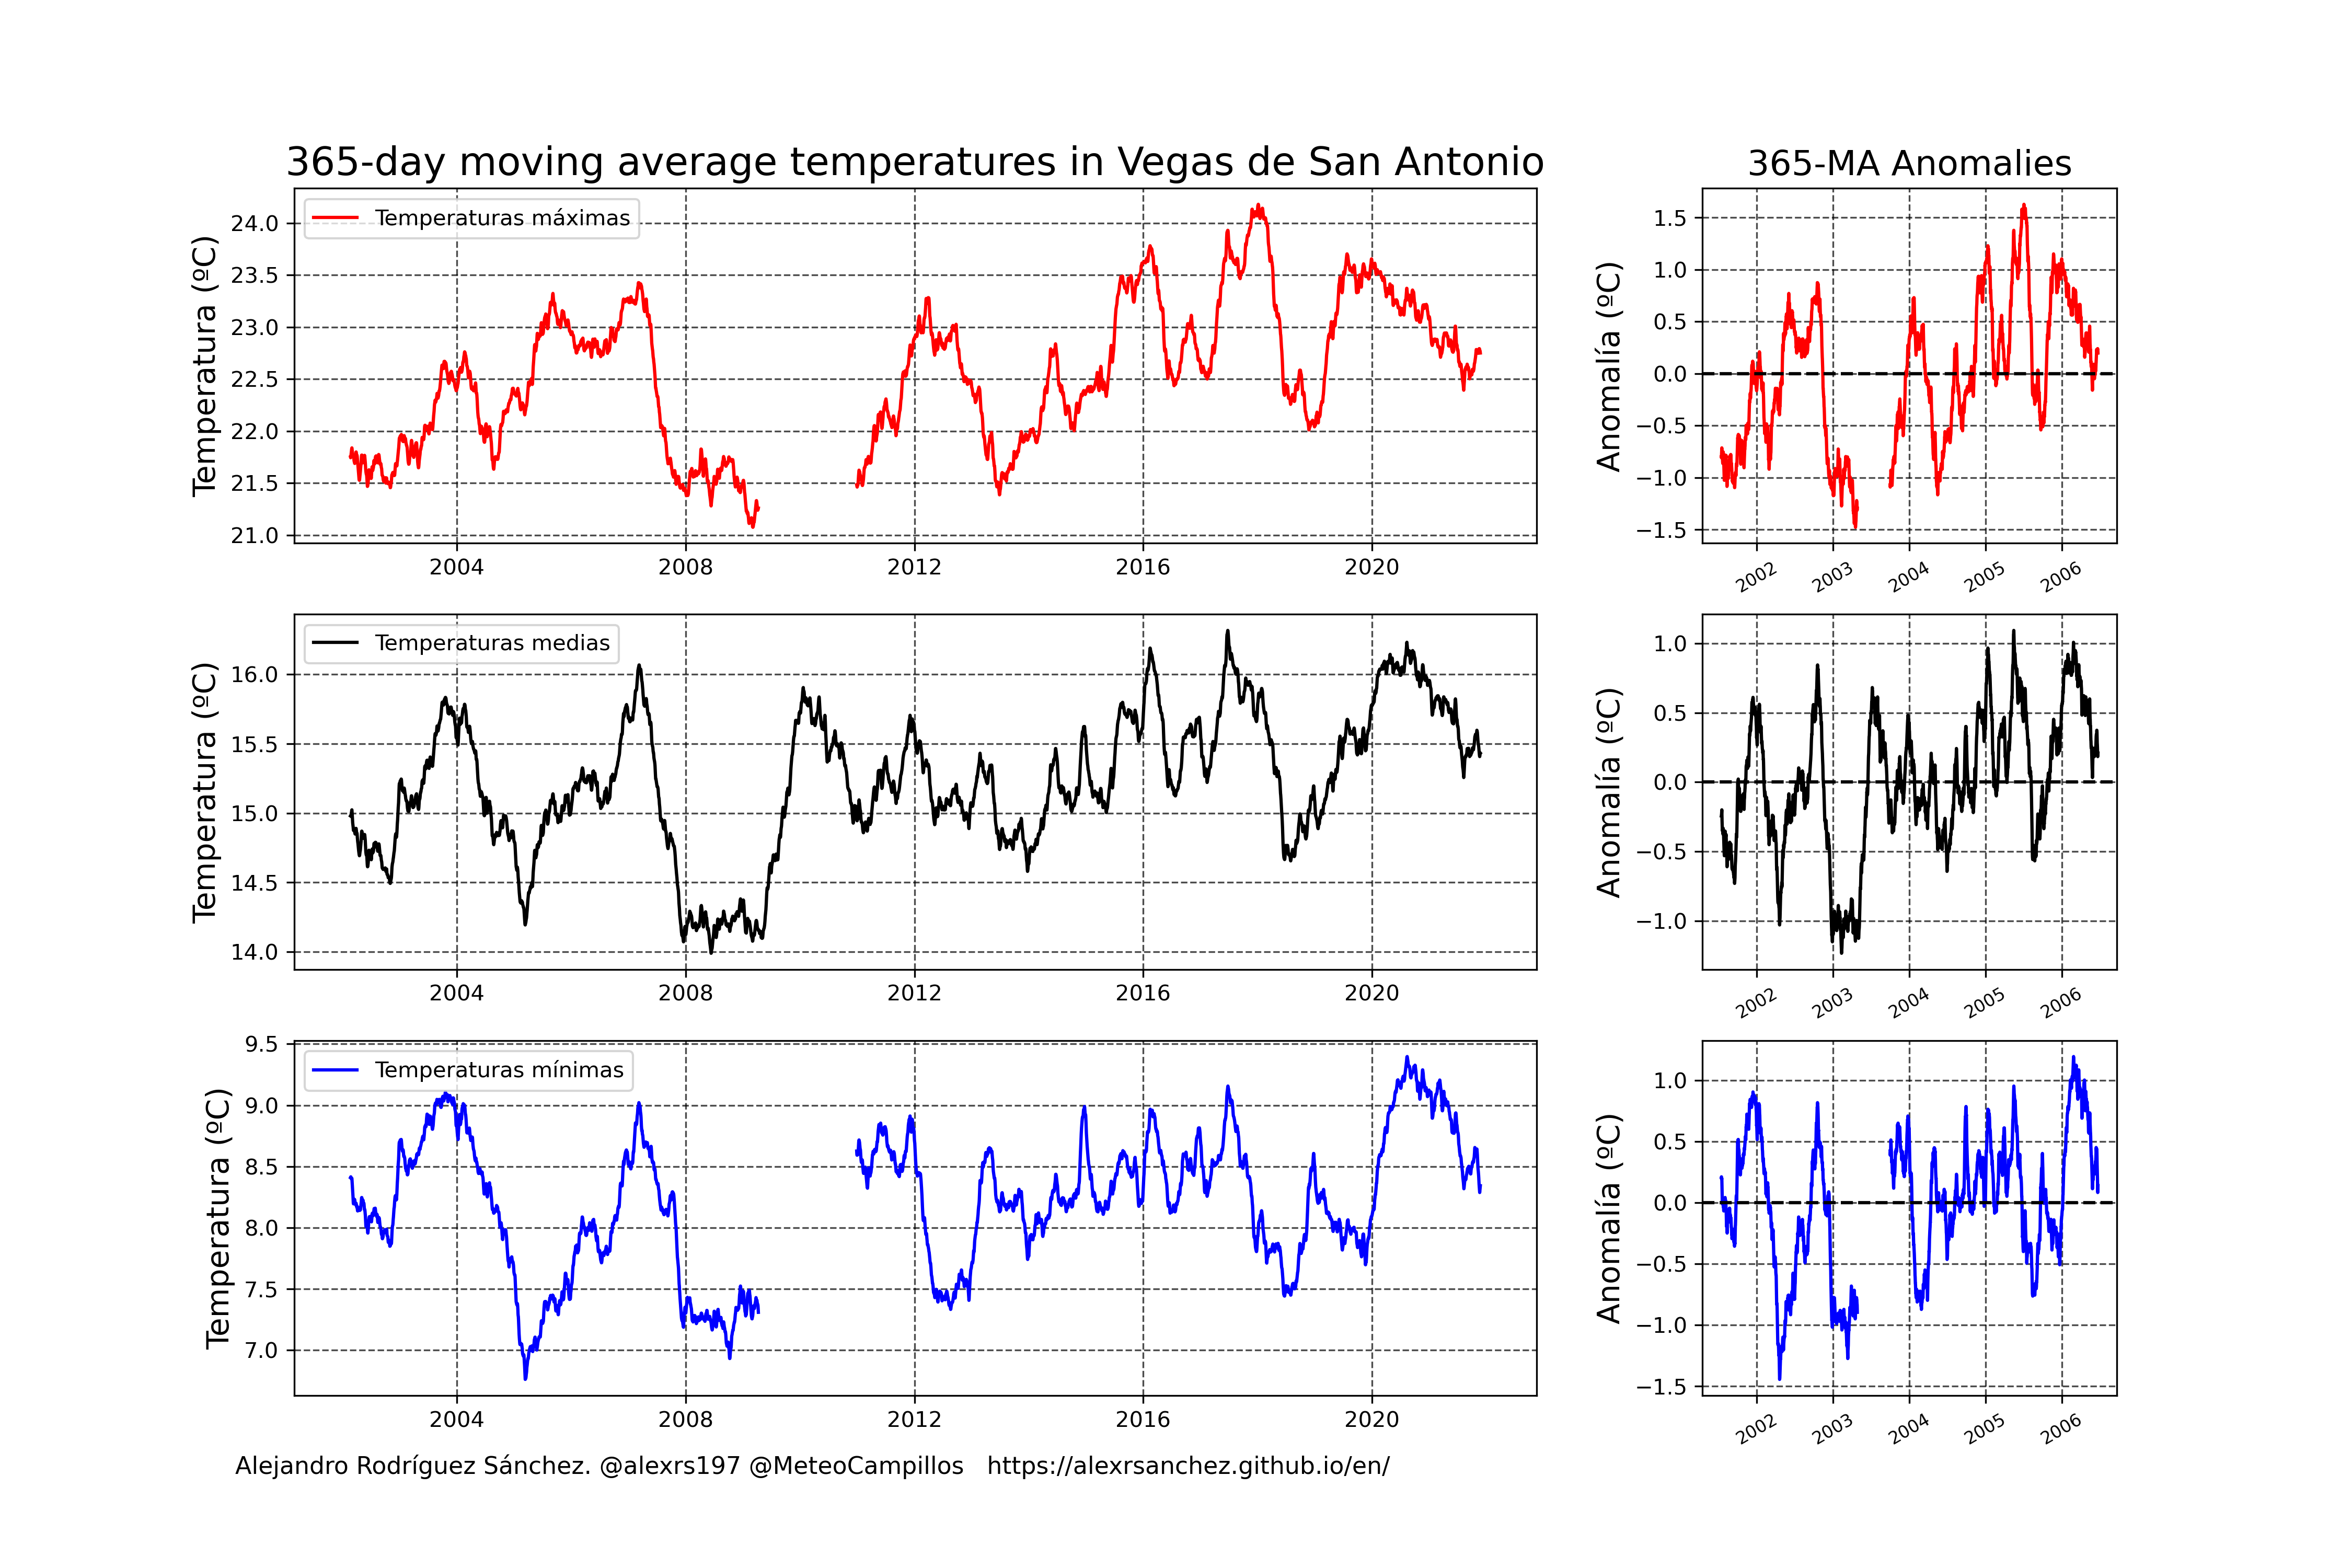 365-day moving average temperatures in Vegas de San Antonio
365-MA Anomalies
Temperatura (ºC)
24.0
23.5
23.0
22.5
22.0
21.5
21.0
Temperaturas máximas
2004 2008 2012 2016 2020
Anomalía (ºC)
1.5
1.0
0.5
0.0
−0.5
−1.0
−1.5
2002 2003 2004 2005 2006
Temperatura (ºC)
16.0
15.5
15.0
14.5
14.0
Temperaturas medias
2004 2008 2012 2016 2020
Anomalía (ºC)
1.0
0.5
0.0
−0.5
−1.0
2002 2003 2004 2005 2006
Temperatura (ºC)
9.5
9.0
8.5
8.0
7.5
7.0
Temperaturas mínimas
2004 2008 2012 2016 2020
Anomalía (ºC)
1.0
0.5
0.0
−0.5
−1.0
−1.5
2002 2003 2004 2005 2006
Alejandro Rodríguez Sánchez. @alexrs197 @MeteoCampillos https://alexrsanchez.github.io/en/